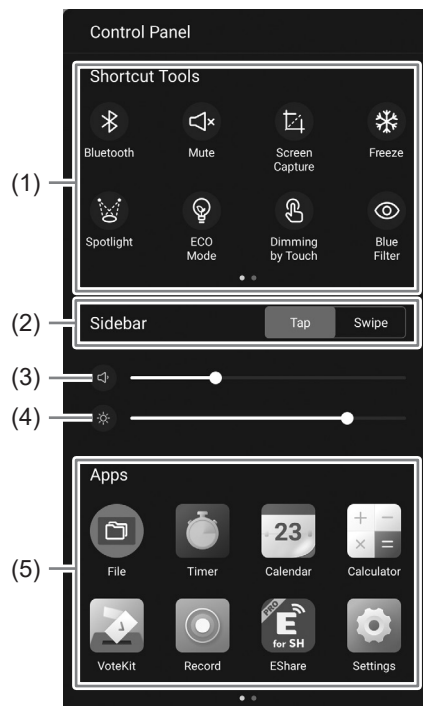 Control Panel
Shortcut Tools
Bluetooth
Mute
Screen
Capture
Freeze
(1)
Spotlight
ECO
Mode
Dimming
by Touch
Blue
Filter
(2)
Sidebar
Tap
Swipe
(3)
(4)
Apps
23
+ −
× =
(5)
File
Timer
Calendar
Calculator
PRO
E
for SH
VoteKit
Record
EShare
Settings